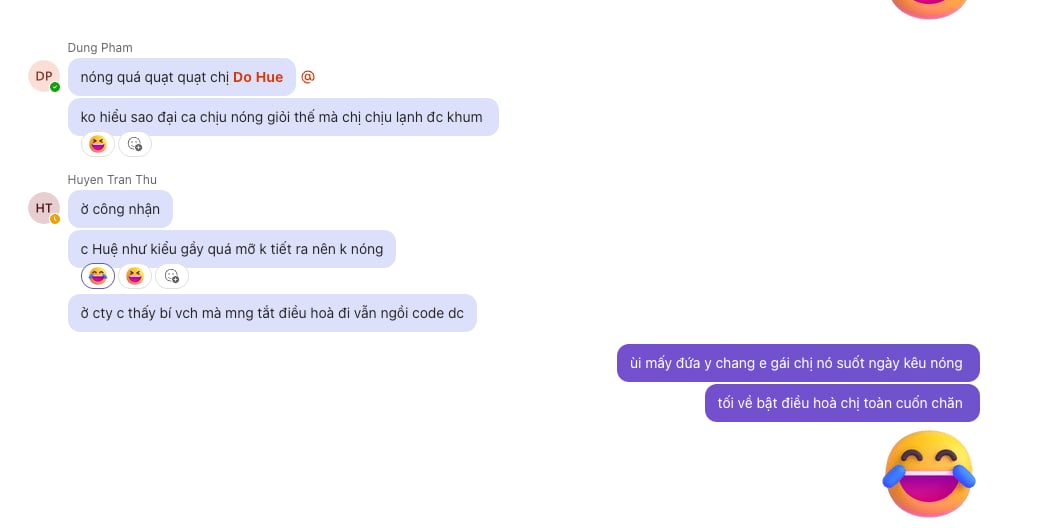 Dung Pham
DP
nóng quá quạt quạt chị Do Hue @
ko hiểu sao đại ca chịu nóng giỏi thế mà chị chịu lạnh đc khum
Huyen Tran Thu
HT
ờ công nhận
c Huệ như kiểu gầy quá mỡ k tiết ra nên k nóng
ở cty c thấy bí vch mà mng tắt điều hoà đi vẫn ngồi code dc
ùi mấy đứa y chang e gái chị nó suốt ngày kêu nóng
tối về bật điều hoà chị toàn cuốn chăn